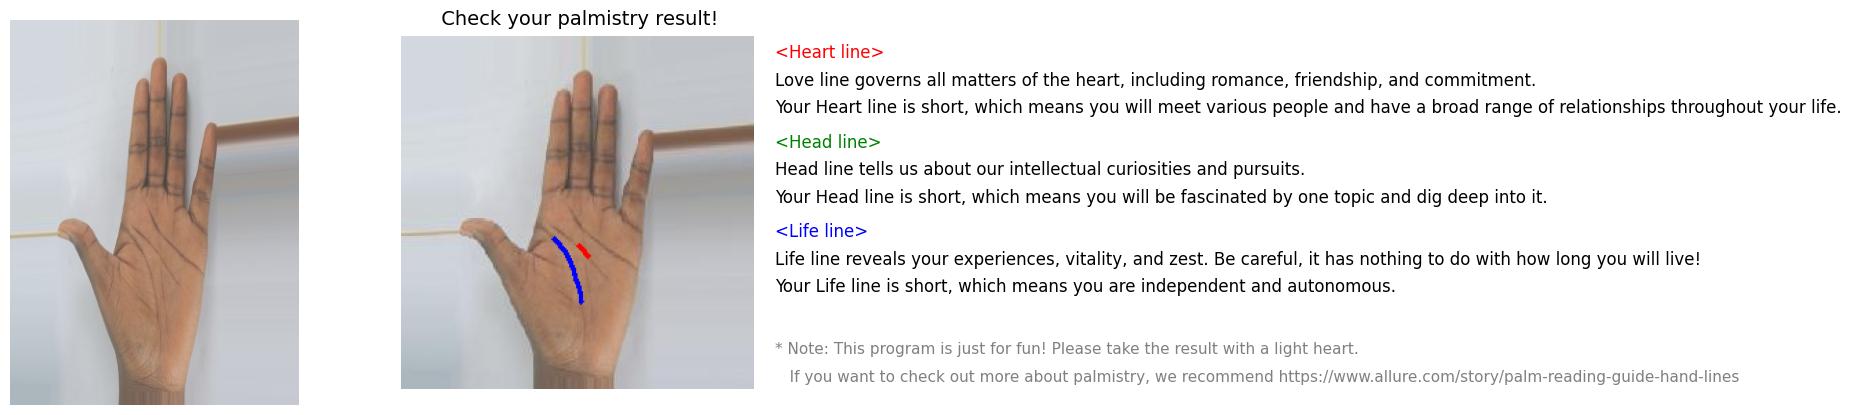 Check your palmistry result!
<Heart line>
Love line governs all matters of the heart, including romance, friendship, and commitment.
Your Heart line is short, which means you will meet various people and have a broad range of relationships throughout your life.
<Head line>
Head line tells us about our intellectual curiosities and pursuits.
Your Head line is short, which means you will be fascinated by one topic and dig deep into it.
<Life line>
Life line reveals your experiences, vitality, and zest. Be careful, it has nothing to do with how long you will live!
Your Life line is short, which means you are independent and autonomous.
* Note: This program is just for fun! Please take the result with a light heart.
If you want to check out more about palmistry, we recommend https://www.allure.com/story/palm-reading-guide-hand-lines